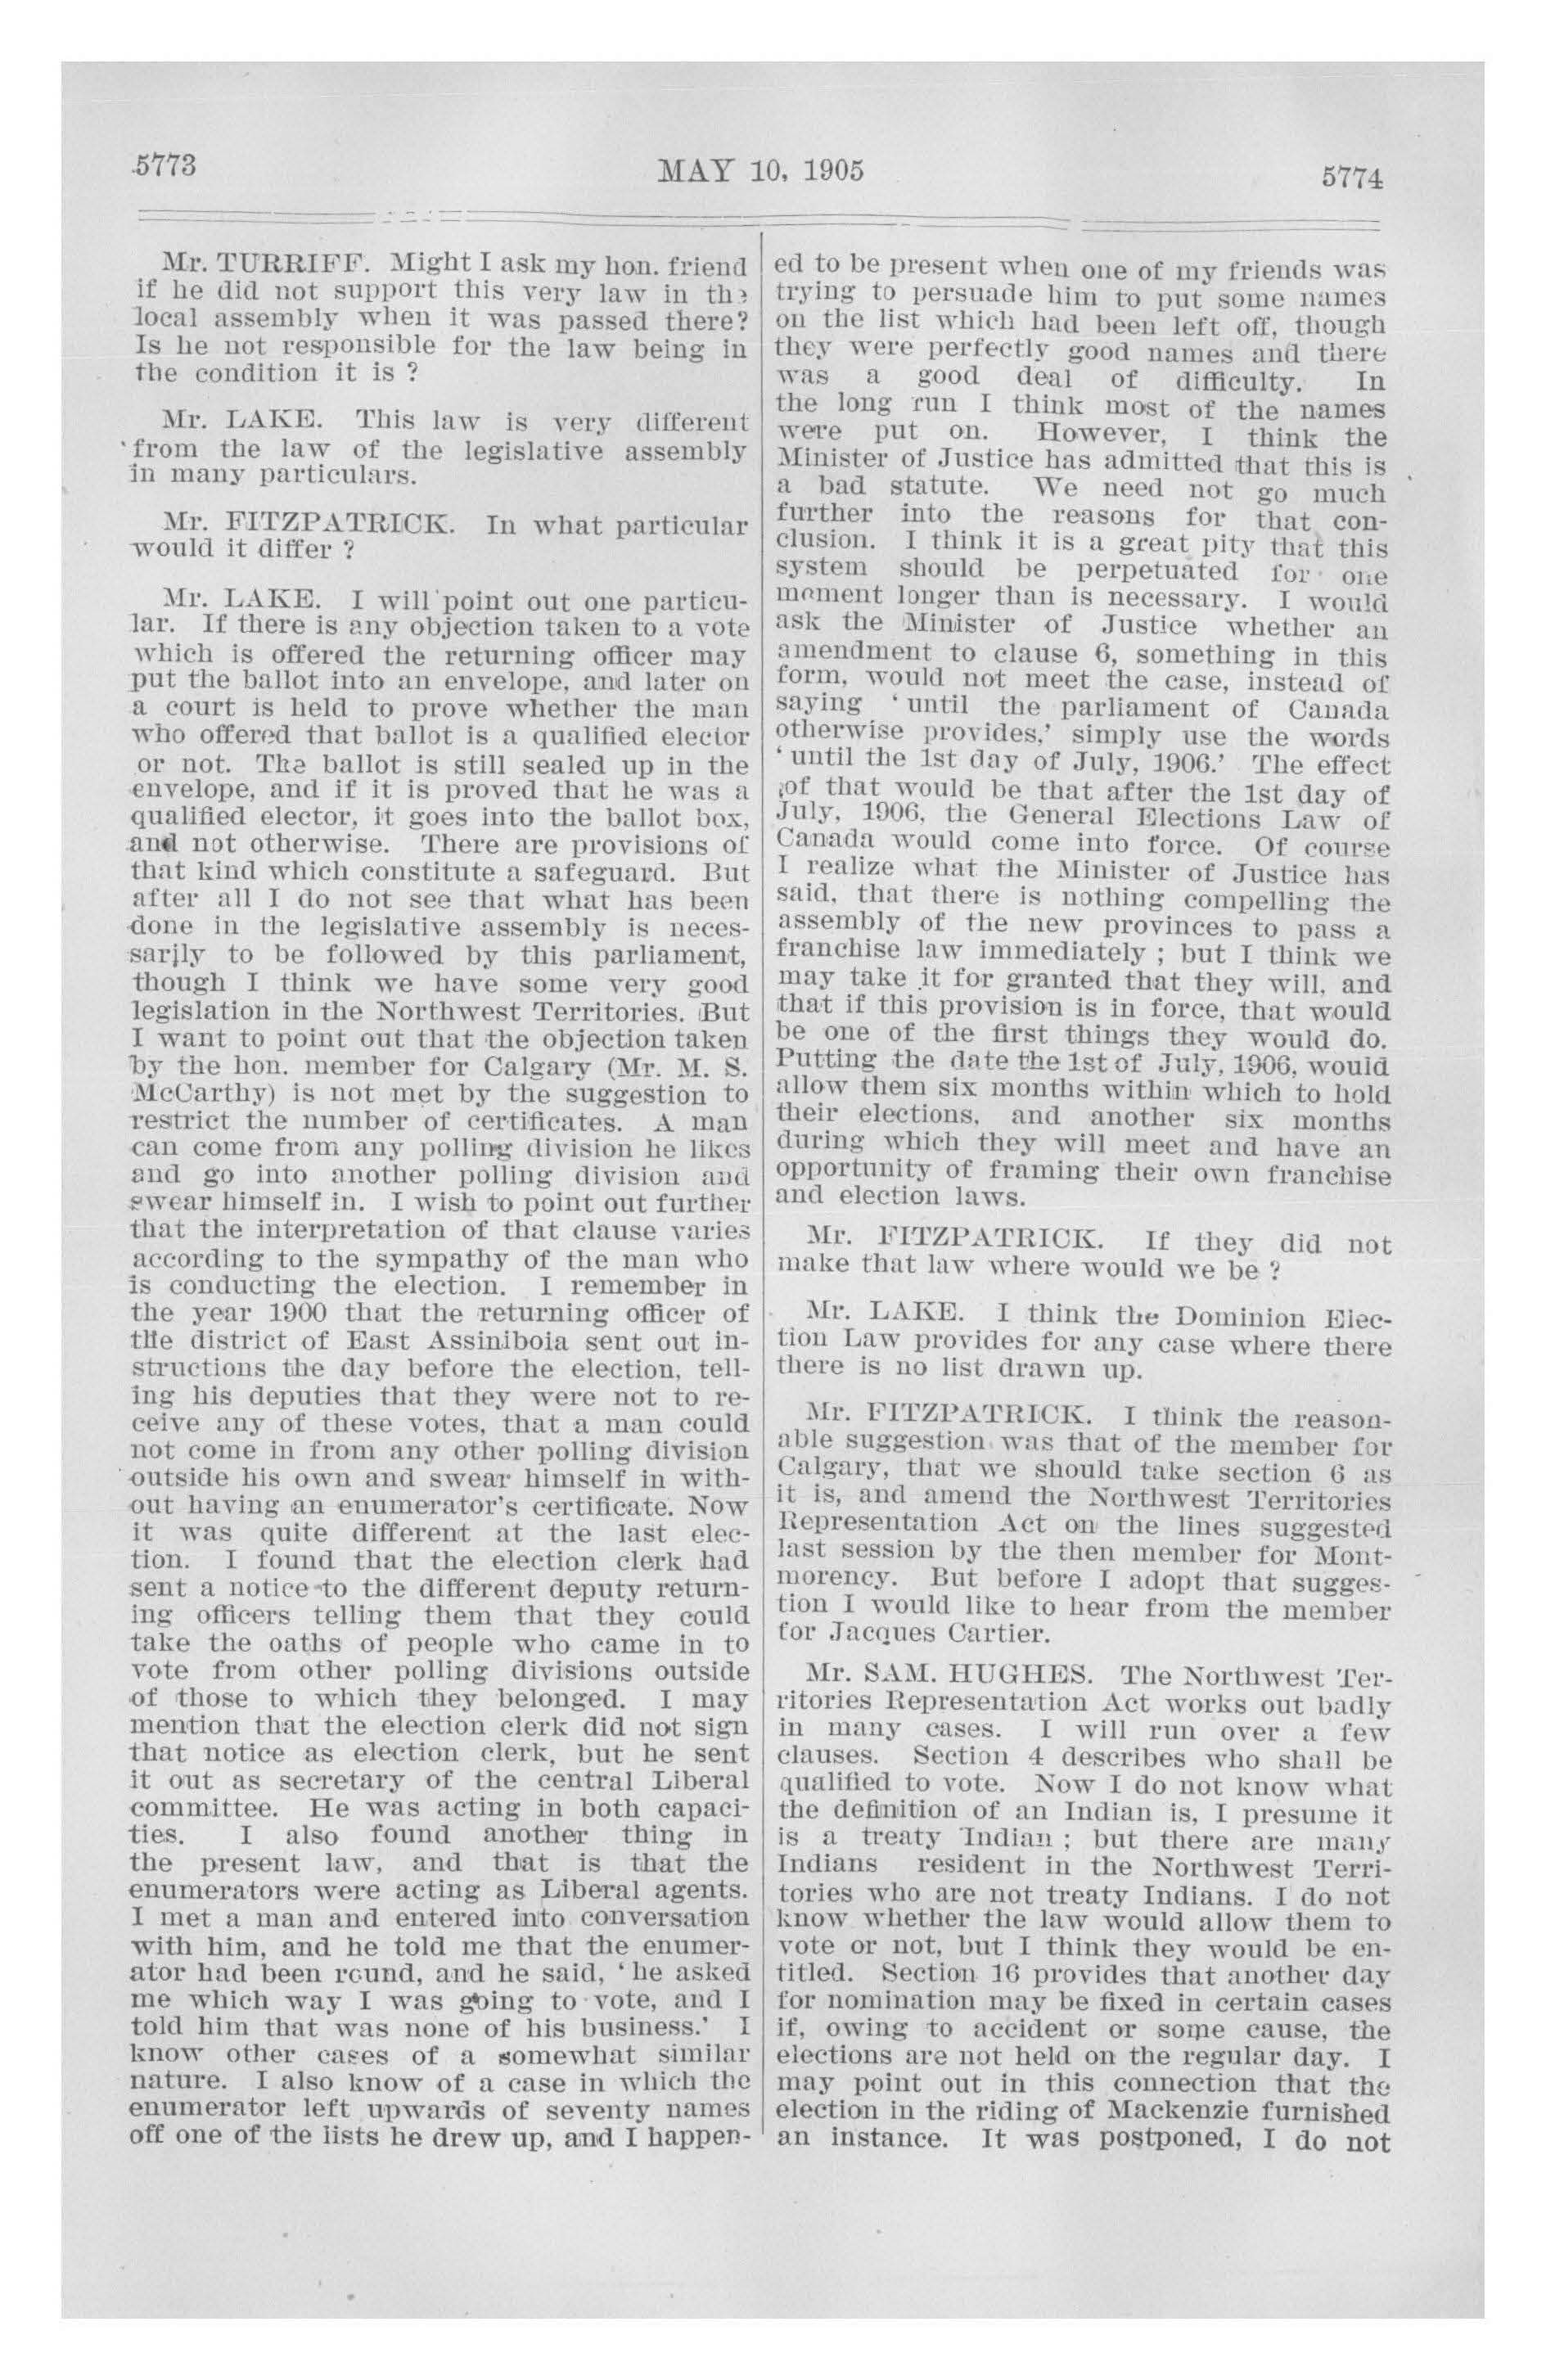 5773
MAY 10, 1905
5774
Mr. TURRIFF. Might I ask my hon. friend
if he did not support this very law in the
local assembly when it was passed there?
Is he not responsible for the law being in
the condition it is ?
Mr. LAKE. This law is very different
from the law of the legislative assembly
in many particulars.
Mr. FITZPATRICK. In what particular
would it differ ?
Mr. LAKE. I will point out one particu-
lar. If there is any objection taken to a vote
which is offered the returning officer may
put the ballot into an envelope, and later on
a court is held to prove whether the man
who offered that ballot is a qualified elector
or not. The ballot is still sealed up in the
envelope, and if it is proved that he was a
qualified elector, it goes into the ballot box,
and not otherwise. There are provisions of
that kind which constitute a safeguard. But
after all I do not see that what has been
done in the legislative assembly is neces-
sarily to be followed by this parliament,
though I think we have some very good
legislation in the Northwest Territories. But
I want to point out that the objection taken
by the hon. member for Calgary (Mr. M. S.
McCarthy) is not met by the suggestion to
restrict the number of certificates. A man
can come from any polling division he likes
and go into another polling division and
swear himself in. I wish to point out further
that the interpretation of that clause varies
according to the sympathy of the man who
is conducting the election. I remember in
the year 1900 that the returning officer of
the district of East Assiniboia sent out in-
structions the day before the election, tell-
ing his deputies that they were not to re-
ceive any of these votes, that a man could
not come in from any other polling division
outside his own and swear himself in with-
out having an enumerator's certificate. Now
it was quite different at the last elec-
tion. I found that the election clerk had
sent a notice to the different deputy return-
ing officers telling them that they could
take the oaths of people who came in to
vote from other polling divisions outside
of those to which they belonged. I may
mention that the election clerk did not sign
that notice as election clerk, but he sent
it out as secretary of the central Liberal
committee. He was acting in both capaci-
ties. I also found another thing in
the present law, and that is that the
enumerators were acting as Liberal agents.
I met a man and entered into conversation
with him, and he told me that the enumer-
ator had been round, and he said, ‘he asked
me which way I was going to vote, and I
told him that was none of his business.’ I
know other cases of a somewhat similar
nature. I also know of a case in which the
enumerator left upwards of seventy names
off one of the lists he drew up, and I happen-
ed to be present when one of my friends was
trying to persuade him to put some names
on the list which had been left off, though
they were perfectly good names and there
was a good deal of difficulty. In
the long run I think most of the names
were put on. However, I think the
Minister of Justice has admitted that this is
a bad statute. We need not go much
further into the reasons for that con-
clusion. I think it is a great pity that this
system should be perpetuated for one
moment longer than is necessary. I would
ask the Minister of Justice whether an
amendment to clause 6, something in this
form, would not meet the case, instead of
saying ‘until the parliament of Canada
otherwise provides,’ simply use the words
‘until the 1st day of July, 1906.’ The effect
of that would be that after the 1st day of
July, 1906, the General Elections Law of
Canada would come into force. Of course
I realize what the Minister of Justice has
said, that there is nothing compelling the
assembly of the new provinces to pass a
franchise law immediately ; but I think we
may take it for granted that they will, and
that if this provision is in force, that would
be one of the first things they would do.
Putting the date the 1st of July, 1906, would
allow them six months within which to hold
their elections, and another six months
during which they will meet and have an
opportunity of framing their own franchise
and election laws.
Mr. FITZPATRICK. If they did not
make that law where would we be ?
Mr. LAKE. I think the Dominion Elec-
tion Law provides for any case where there
there is no list drawn up.
Mr. FITZPATRICK. I think the reason-
able suggestion was that of the member for
Calgary, that we should take section 6 as
it is, and amend the Northwest Territories
Representation Act on the lines suggested
last session by the then member for Mont-
morency. But before I adopt that sugges-
tion I would like to hear from the member
for Jacques Cartier.
Mr. SAM. HUGHES. The Northwest Ter-
ritories Representation Act works out badly
in many cases. I will run over a few
clauses. Section 4 describes who shall be
qualified to vote. Now I do not know what
the definition of an Indian is, I presume it
is a treaty Indian ; but there are many
Indians resident in the Northwest Terri-
tories who are not treaty Indians. I do not
know whether the law would allow them to
vote or not, but I think they would be en-
titled. Section 16 provides that another day
for nomination may be fixed in certain cases
if, owing to accident or some cause, the
elections are not held on the regular day. I
may point out in this connection that the
election in the riding of Mackenzie furnished
an instance. It was postponed, I do not